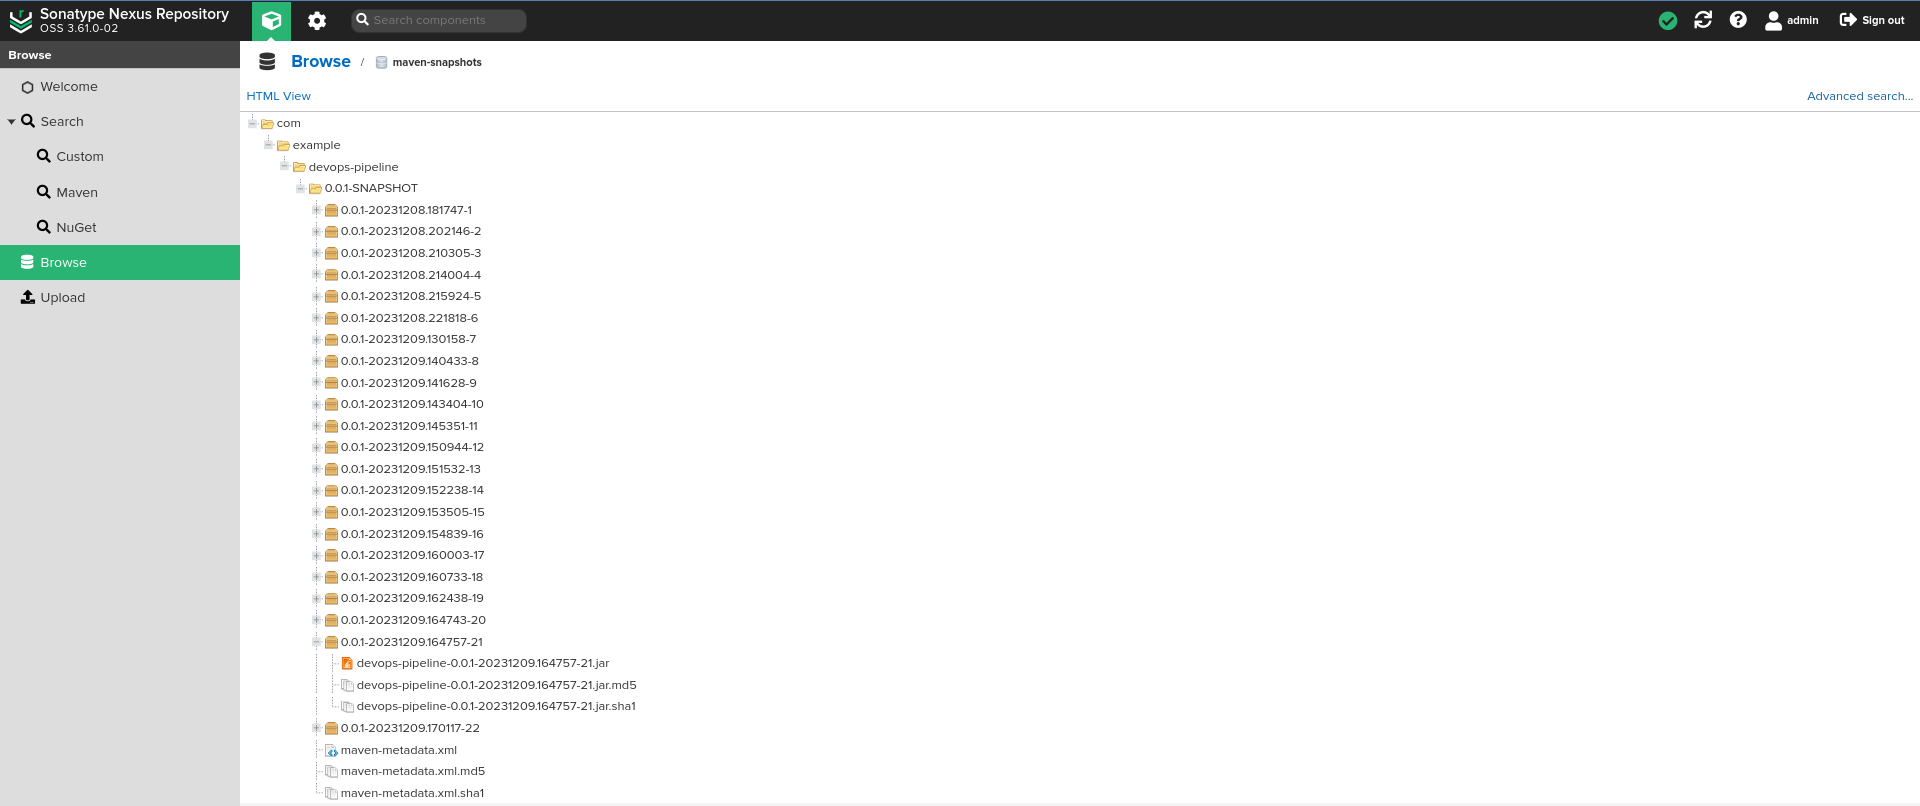 Sonatype Nexus Repository
OSS 3.61.0-02
Search components
admin
Sign out
Browse
Welcome
Search
Custom
Maven
NuGet
Browse
Upload
Browse / maven-snapshots
HTML View
Advanced search...
com
example
devops-pipeline
0.0.1-SNAPSHOT
0.0.1-20231208.181747-1
0.0.1-20231208.202146-2
0.0.1-20231208.210305-3
0.0.1-20231208.214004-4
0.0.1-20231208.215924-5
0.0.1-20231208.221818-6
0.0.1-20231209.130158-7
0.0.1-20231209.140433-8
0.0.1-20231209.141628-9
0.0.1-20231209.143404-10
0.0.1-20231209.145351-11
0.0.1-20231209.150944-12
0.0.1-20231209.151532-13
0.0.1-20231209.152238-14
0.0.1-20231209.153505-15
0.0.1-20231209.154839-16
0.0.1-20231209.160003-17
0.0.1-20231209.160733-18
0.0.1-20231209.162438-19
0.0.1-20231209.164743-20
0.0.1-20231209.164757-21
devops-pipeline-0.0.1-20231209.164757-21.jar
devops-pipeline-0.0.1-20231209.164757-21.jar.md5
devops-pipeline-0.0.1-20231209.164757-21.jar.sha1
0.0.1-20231209.170117-22
maven-metadata.xml
maven-metadata.xml.md5
maven-metadata.xml.sha1